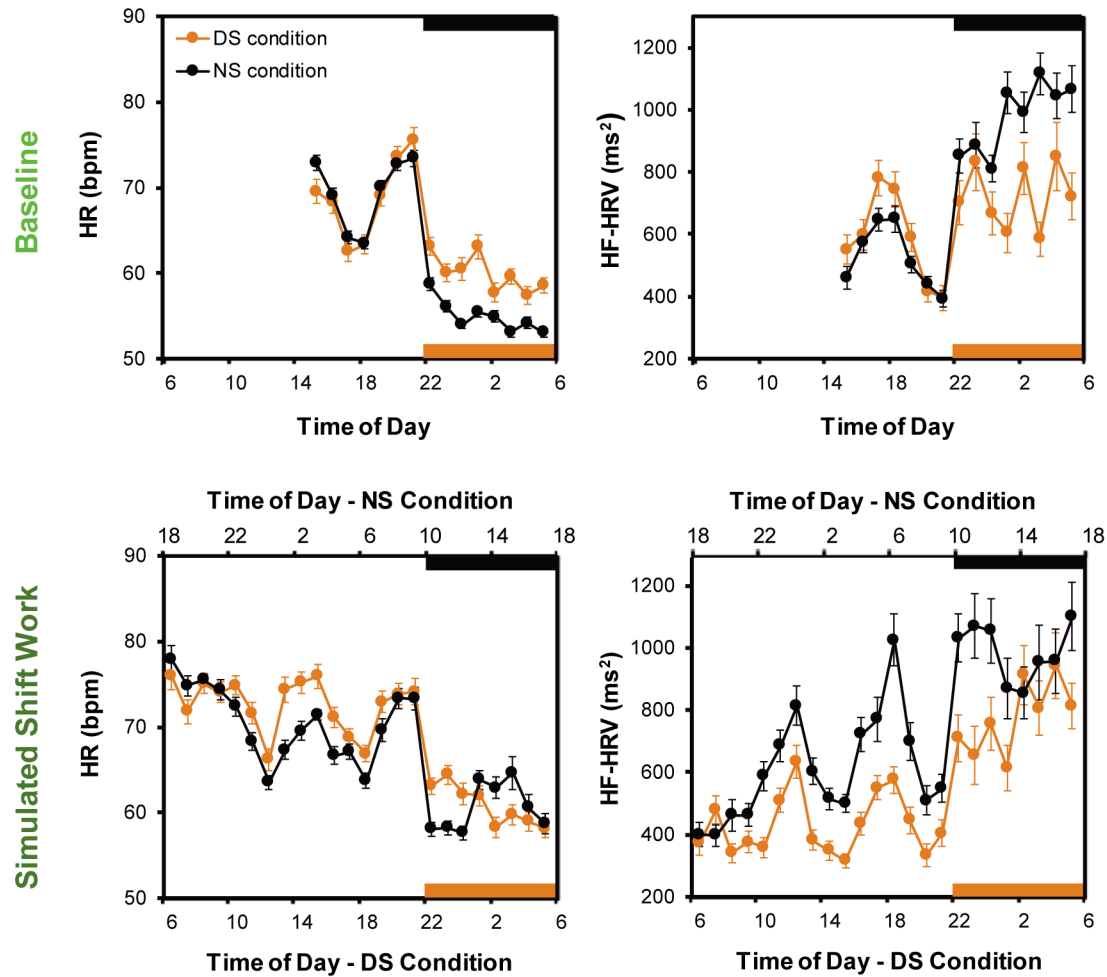 Baseline
HR (bpm)
90
80
70
60
50
DS condition
NS condition
6 10 14 18 22 2 6
Time of Day
HF-HRV (ms²)
1200
1000
800
600
400
200
6 10 14 18 22 2 6
Time of Day
Simulated Shift Work
Time of Day - NS Condition
18 22 2 6 10 14 18
HR (bpm)
90
80
70
60
50
6 10 14 18 22 2 6
Time of Day - DS Condition
Time of Day - NS Condition
18 22 2 6 10 14 18
HF-HRV (ms²)
1200
1000
800
600
400
200
6 10 14 18 22 2 6
Time of Day - DS Condition